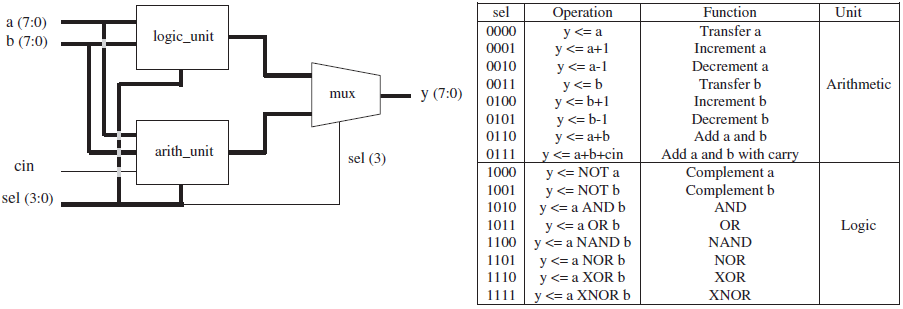 a (7:0)
b (7:0)
logic_unit
mux
y (7:0)
arith_unit
sel (3)
cin
sel (3:0)
sel Operation Function Unit
0000 y <= a Transfer a
0001 y <= a+1 Increment a
0010 y <= a-1 Decrement a
0011 y <= b Transfer b Arithmetic
0100 y <= b+1 Increment b
0101 y <= b-1 Decrement b
0110 y <= a+b Add a and b
0111 y <= a+b+cin Add a and b with carry
1000 y <= NOT a Complement a
1001 y <= NOT b Complement b
1010 y <= a AND b AND
1011 y <= a OR b OR Logic
1100 y <= a NAND b NAND
1101 y <= a NOR b NOR
1110 y <= a XOR b XOR
1111 y <= a XNOR b XNOR